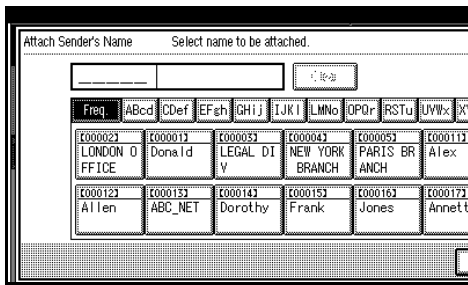 Attach Sender's Name Select name to be attached.
Clear
Freq. ABcd CDef EFgh GHij IJKl LMNo OPQr RSTu UVWx
[00002] [00001] [00003] [00004] [00005] [00011]
LONDON O Donald LEGAL DI NEW YORK PARIS BR Alex
FFICE V BRANCH ANCH
[00012] [00013] [00014] [00015] [00016] [00017]
Allen ABC_NET Dorothy Frank Jones Annett